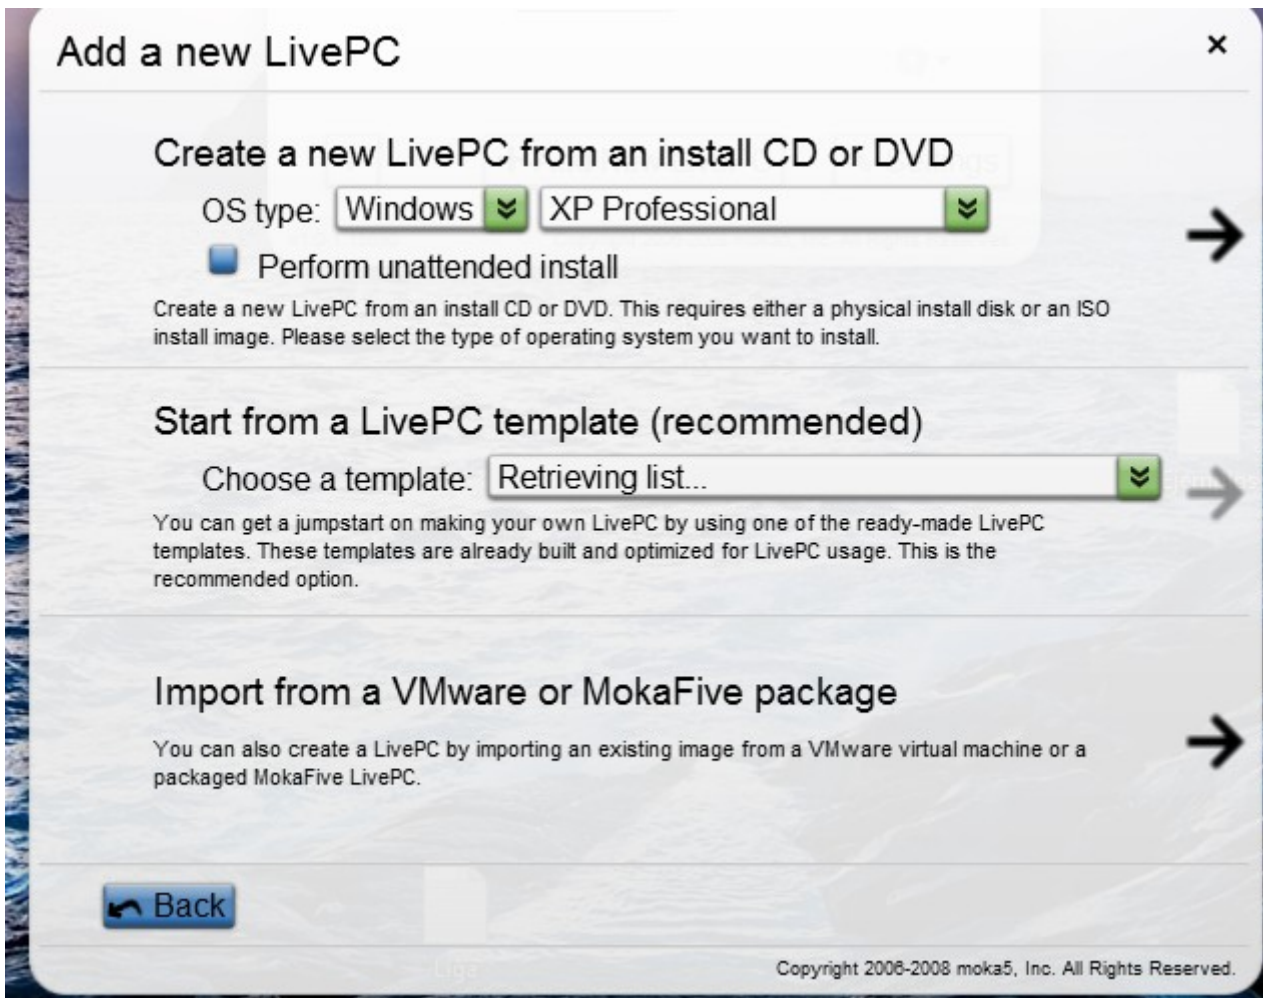 Add a new LivePC
Create a new LivePC from an install CD or DVD
OS type: Windows XP Professional
Perform unattended install
Create a new LivePC from an install CD or DVD. This requires either a physical install disk or an ISO
install image. Please select the type of operating system you want to install.
Start from a LivePC template (recommended)
Choose a template: Retrieving list...
You can get a jumpstart on making your own LivePC by using one of the ready-made LivePC
templates. These templates are already built and optimized for LivePC usage. This is the
recommended option.
Import from a VMware or MokaFive package
You can also create a LivePC by importing an existing image from a VMware virtual machine or a
packaged MokaFive LivePC.
Back
Copyright 2006-2008 moka5, Inc. All Rights Reserved.